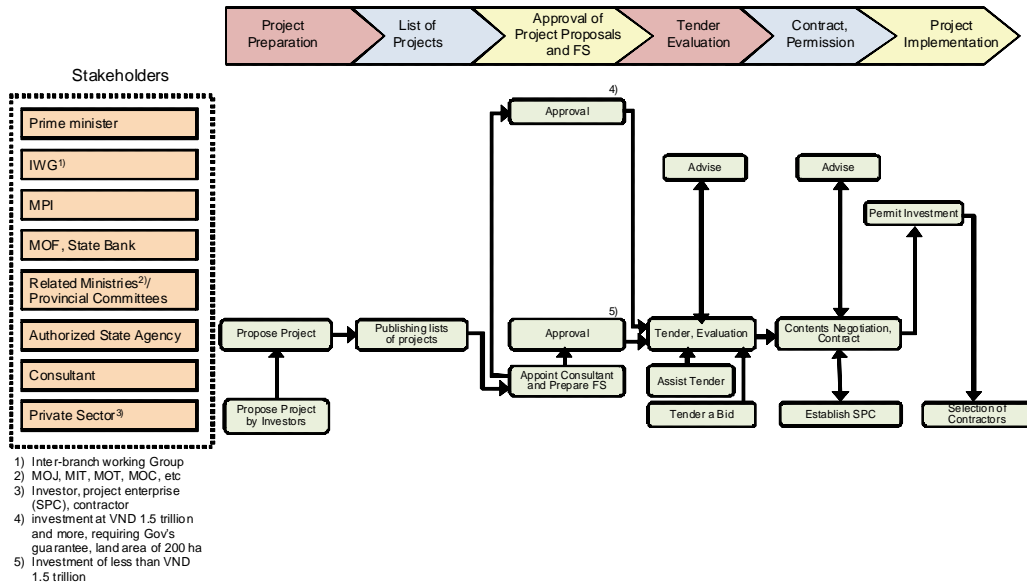 Project
Preparation
List of
Projects
Approval of
Project Proposals
and FS
Tender
Evaluation
Contract,
Permission
Project
Implementation
Stakeholders
Prime minister
IWG1)
MPI
MOF, State Bank
Related Ministries2)/
Provincial Committees
Authorized State Agency
Consultant
Private Sector3)
4)
Approval
Advise
Advise
Permit Investment
5)
Propose Project
Publishing lists
of projects
Approval
Tender, Evaluation
Contents Negotiation,
Contract
Appoint Consultant
and Prepare FS
Assist Tender
Propose Project
by Investors
Tender a Bid
Establish SPC
Selection of
Contractors
1) Inter-branch working Group
2) MOJ, MIT, MOT, MOC, etc
3) Investor, project enterprise
(SPC), contractor
4) investment at VND 1.5 trillion
and more, requiring Gov's
guarantee, land area of 200 ha
5) Investment of less than VND
1.5 trillion